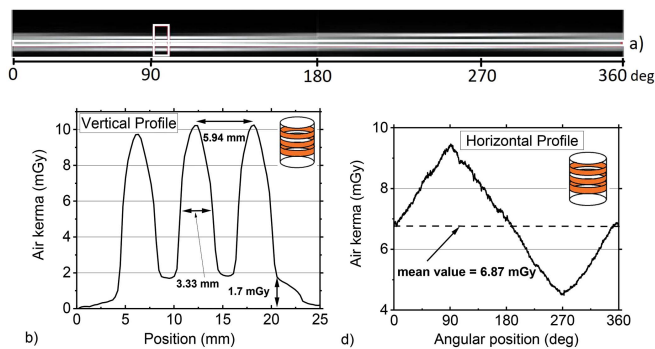 a)
0 90 180 270 360 deg
Vertical Profile
Air kerma (mGy)
10
8
6
4
2
0
5.94 mm
3.33 mm
1.7 mGy
0 5 10 15 20 25
Position (mm)
b)
Horizontal Profile
Air kerma (mGy)
10
8
6
4
mean value = 6.87 mGy
0 90 180 270 360
Angular position (deg)
d)